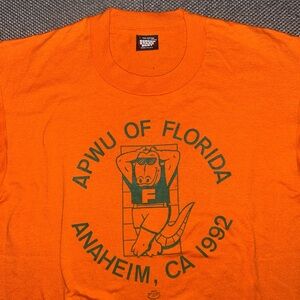 APWU OF FLORIDA
F
ANAHEIM, CA 1992